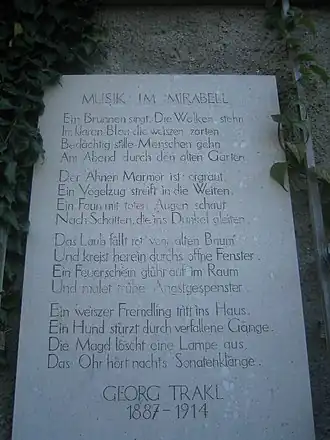 MUSIK IM MIRABELL
Ein Brunnen singt. Die Wolken stehn
Im klaren Blau, die weiszen, zarten.
Bedächtig stille Menschen gehn
Am Abend durch den alten Garten.
Der Ahnen Marmor ist ergraut.
Ein Vogelzug streift in die Weiten.
Ein Faun mit toten Augen schaut
Nach Schatten, die ins Dunkel gleiten.
Das Laub fällt rot vom alten Baum
Und kreist herein durchs offne Fenster.
Ein Feuerschein glüht auf im Raum
Und malet trübe Angstgespenster.
Ein weiszer Fremdling tritt ins Haus.
Ein Hund stürzt durch verfallene Gänge.
Die Magd löscht eine Lampe aus,
Das Ohr hört nachts Sonatenklänge.
GEORG TRAKL
1887-1914